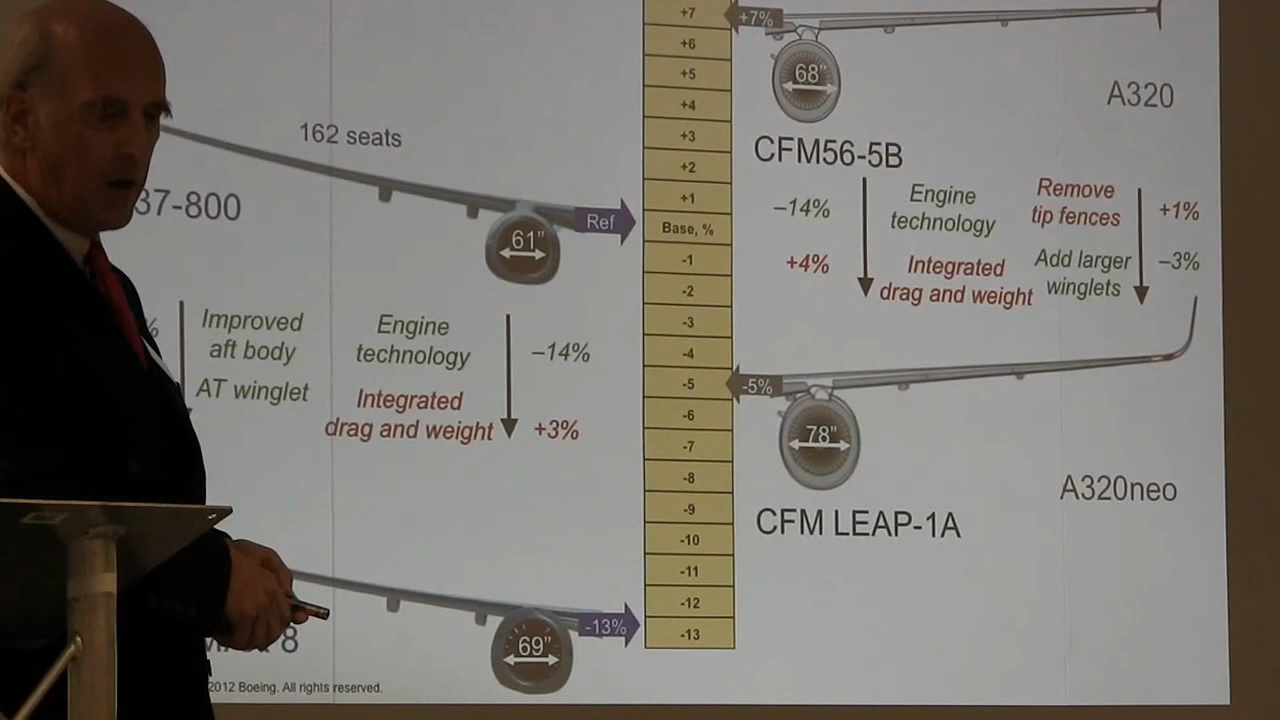 162 seats
37-800
Ref
61”
%
Improved
aft body
AT winglet
Engine
technology
–14%
Integrated
drag and weight
+3%
-13%
69”
8
2012 Boeing. All rights reserved.
+7
+6
+5
+4
+3
+2
+1
Base, %
-1
-2
-3
-4
-5
-6
-7
-8
-9
-10
-11
-12
-13
+7%
68”
A320
CFM56-5B
–14%
Engine
technology
Remove
tip fences
+1%
+4%
Integrated
drag and weight
Add larger
winglets
–3%
-5%
78”
A320neo
CFM LEAP-1A